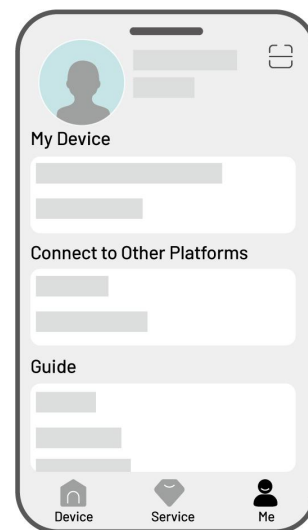 My Device
Connect to Other Platforms
Guide
Device
Service
Me